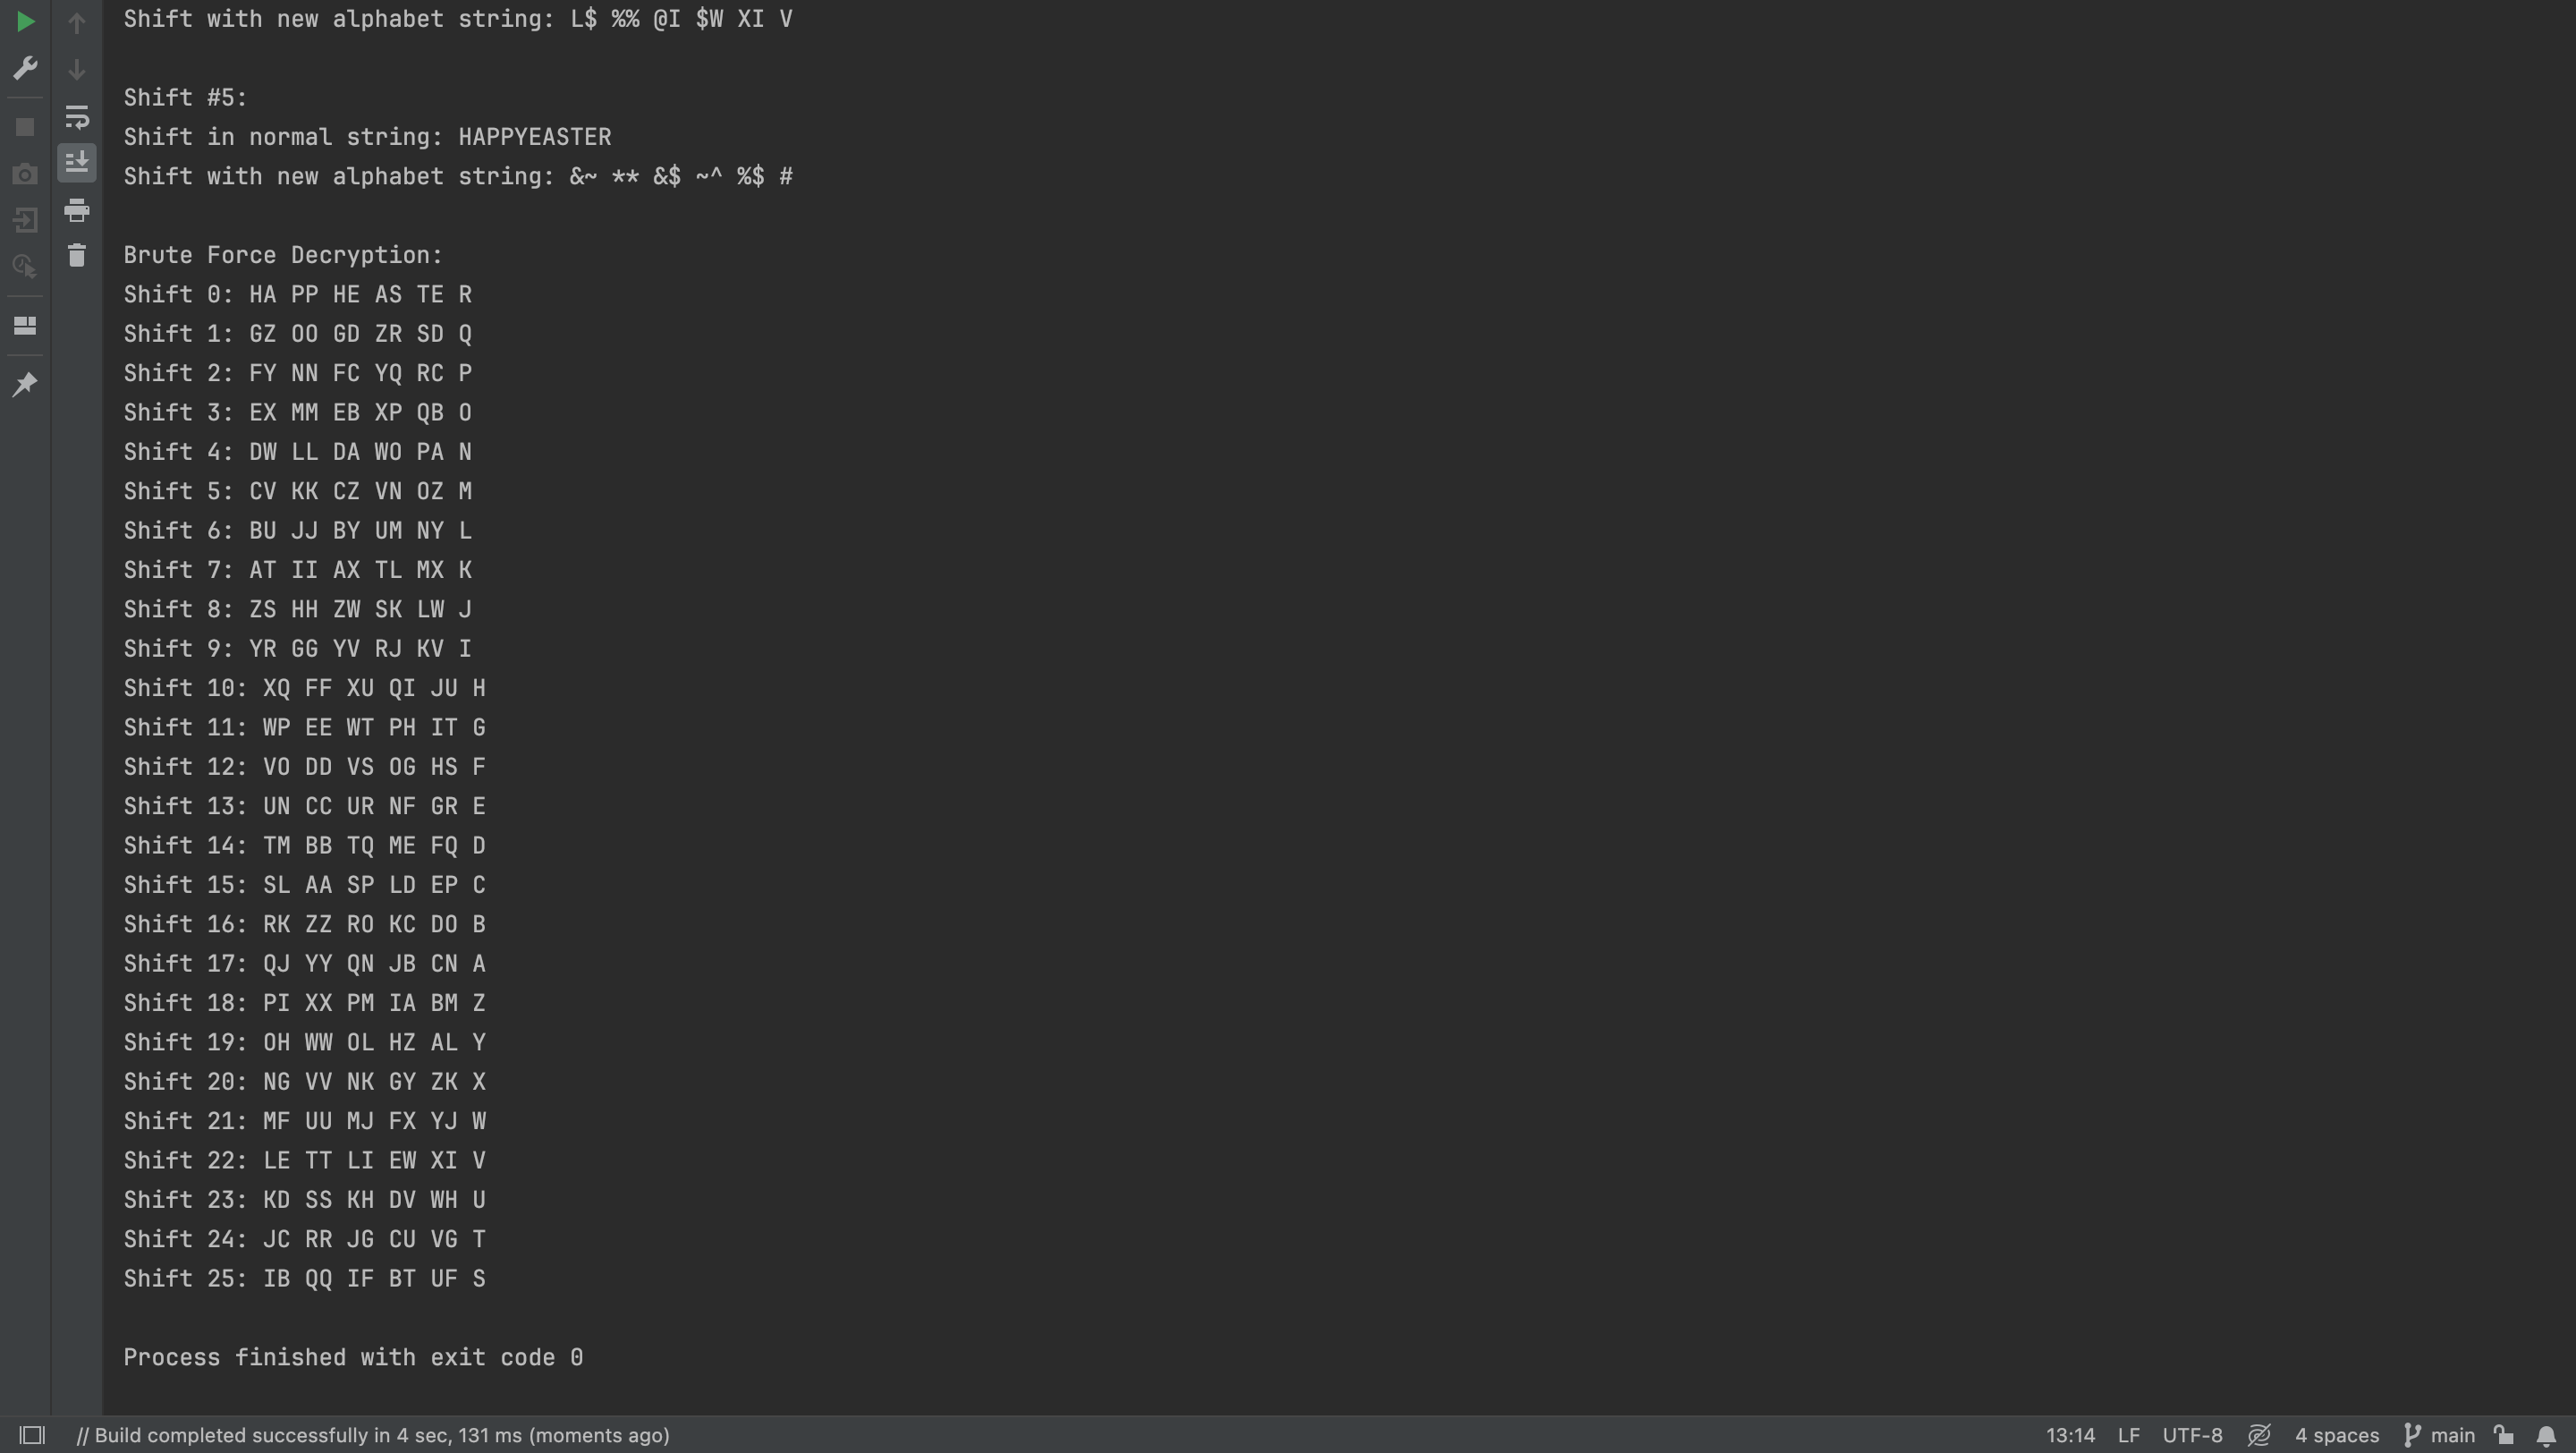 Shift with new alphabet string: L$ %% @I $W XI V
Shift #5:
Shift in normal string: HAPPYEASTER
Shift with new alphabet string: &~ ** &$ ~^ %$ #
Brute Force Decryption:
Shift 0: HA PP HE AS TE R
Shift 1: GZ OO GD ZR SD Q
Shift 2: FY NN FC YQ RC P
Shift 3: EX MM EB XP QB O
Shift 4: DW LL DA WO PA N
Shift 5: CV KK CZ VN OZ M
Shift 6: BU JJ BY UM NY L
Shift 7: AT II AX TL MX K
Shift 8: ZS HH ZW SK LW J
Shift 9: YR GG YV RJ KV I
Shift 10: XQ FF XU QI JU H
Shift 11: WP EE WT PH IT G
Shift 12: VO DD VS OG HS F
Shift 13: UN CC UR NF GR E
Shift 14: TM BB TQ ME FQ D
Shift 15: SL AA SP LD EP C
Shift 16: RK ZZ RO KC DO B
Shift 17: QJ YY QN JB CN A
Shift 18: PI XX PM IA BM Z
Shift 19: OH WW OL HZ AL Y
Shift 20: NG VV NK GY ZK X
Shift 21: MF UU MJ FX YJ W
Shift 22: LE TT LI EW XI V
Shift 23: KD SS KH DV WH U
Shift 24: JC RR JG CU VG T
Shift 25: IB QQ IF BT UF S
Process finished with exit code 0
// Build completed successfully in 4 sec, 131 ms (moments ago) 13:14 LF UTF-8 4 spaces main